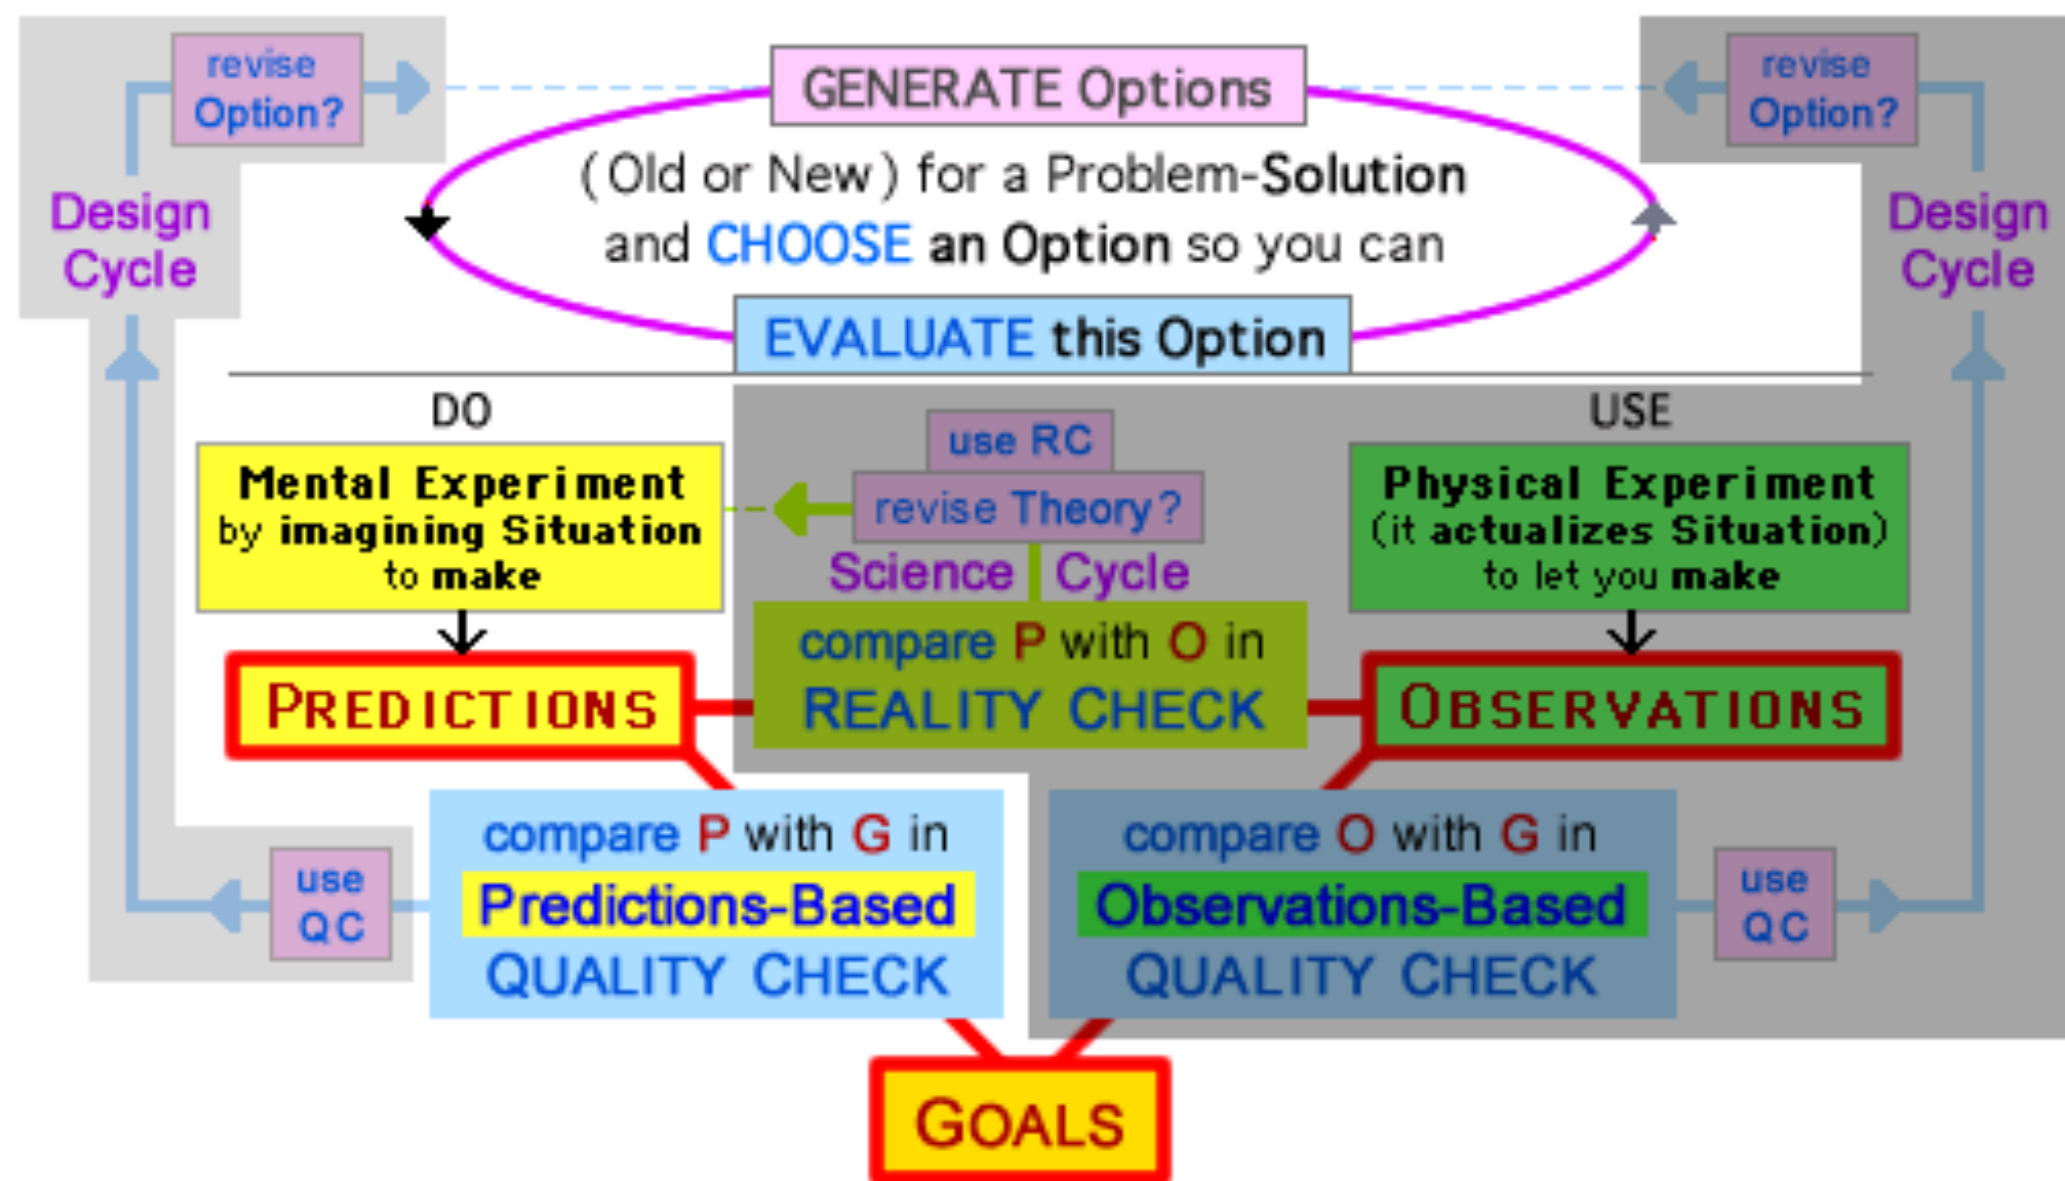 revise
Option?
GENERATE Options
revise
Option?
(Old or New) for a Problem-Solution
and CHOOSE an Option so you can
EVALUATE this Option
Design
Cycle
Design
Cycle
DO
Mental Experiment
by imagining Situation
to make
PREDICTIONS
use RC
revise Theory?
Science Cycle
compare P with O in
REALITY CHECK
USE
Physical Experiment
(it actualizes Situation)
to let you make
OBSERVATIONS
use
QC
compare P with G in
Predictions-Based
QUALITY CHECK
compare O with G in
Observations-Based
QUALITY CHECK
use
QC
GOALS